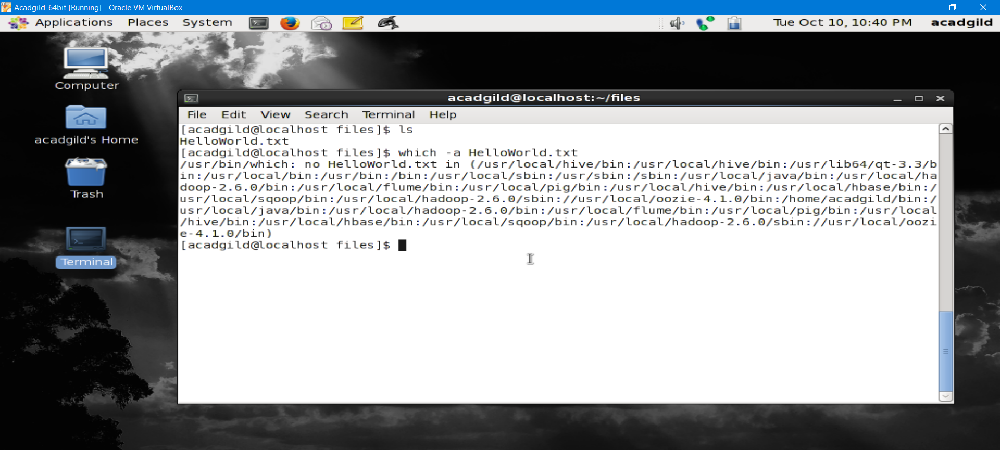 Acadgild_64bit [Running] - Oracle VM VirtualBox
Applications Places System Tue Oct 10, 10:40 PM acadgild
Computer
acadgild's Home
Trash
Terminal
acadgild@localhost:~/files
File Edit View Search Terminal Help
[acadgild@localhost files]$ ls
HelloWorld.txt
[acadgild@localhost files]$ which -a HelloWorld.txt
/usr/bin/which: no HelloWorld.txt in (/usr/local/hive/bin:/usr/local/hive/bin:/usr/lib64/qt-3.3/b
in:/usr/local/bin:/usr/bin:/bin:/usr/local/sbin:/usr/sbin:/sbin:/usr/local/java/bin:/usr/local/ha
doop-2.6.0/bin:/usr/local/flume/bin:/usr/local/pig/bin:/usr/local/hive/bin:/usr/local/hbase/bin:/
usr/local/sqoop/bin:/usr/local/hadoop-2.6.0/sbin://usr/local/oozie-4.1.0/bin:/home/acadgild/bin:/
usr/local/java/bin:/usr/local/hadoop-2.6.0/bin:/usr/local/flume/bin:/usr/local/pig/bin:/usr/local
/hive/bin:/usr/local/hbase/bin:/usr/local/sqoop/bin:/usr/local/hadoop-2.6.0/sbin://usr/local/oozi
e-4.1.0/bin)
[acadgild@localhost files]$